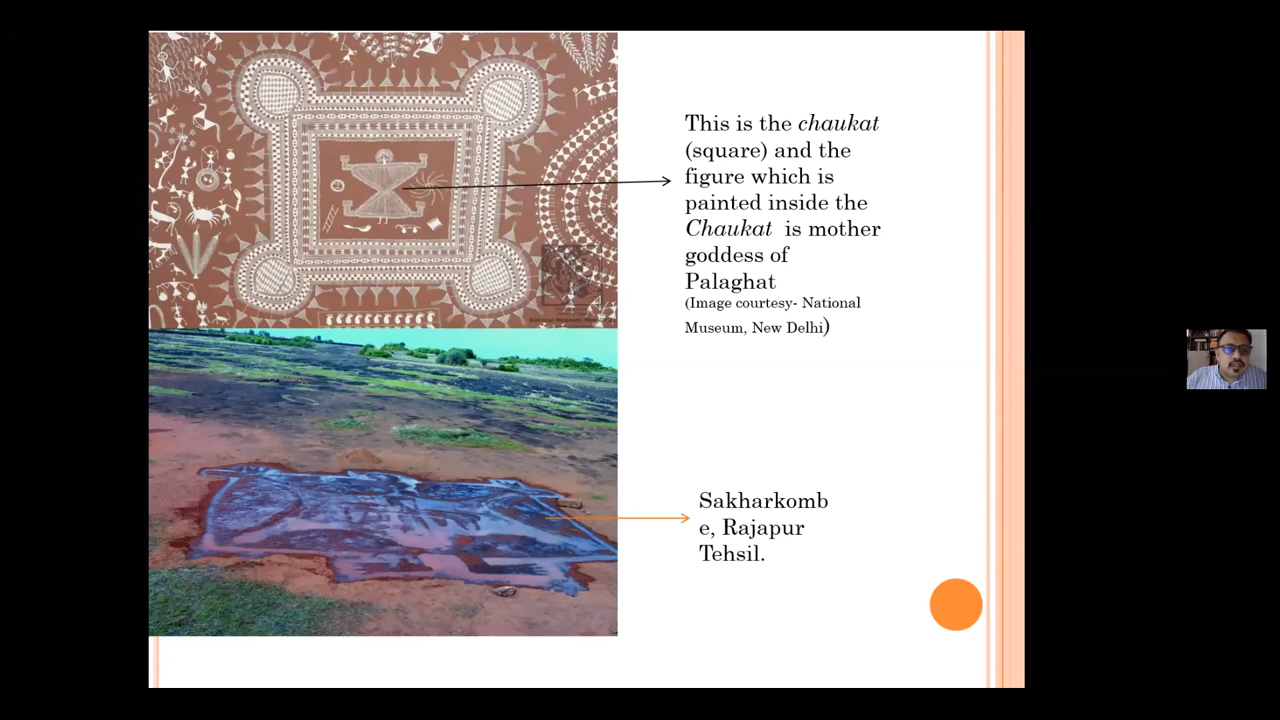 This is the chaukat
(square) and the
figure which is
painted inside the
Chaukat is mother
goddess of
Palaghat
(Image courtesy- National
Museum, New Delhi)
Sakharkomb
e, Rajapur
Tehsil.